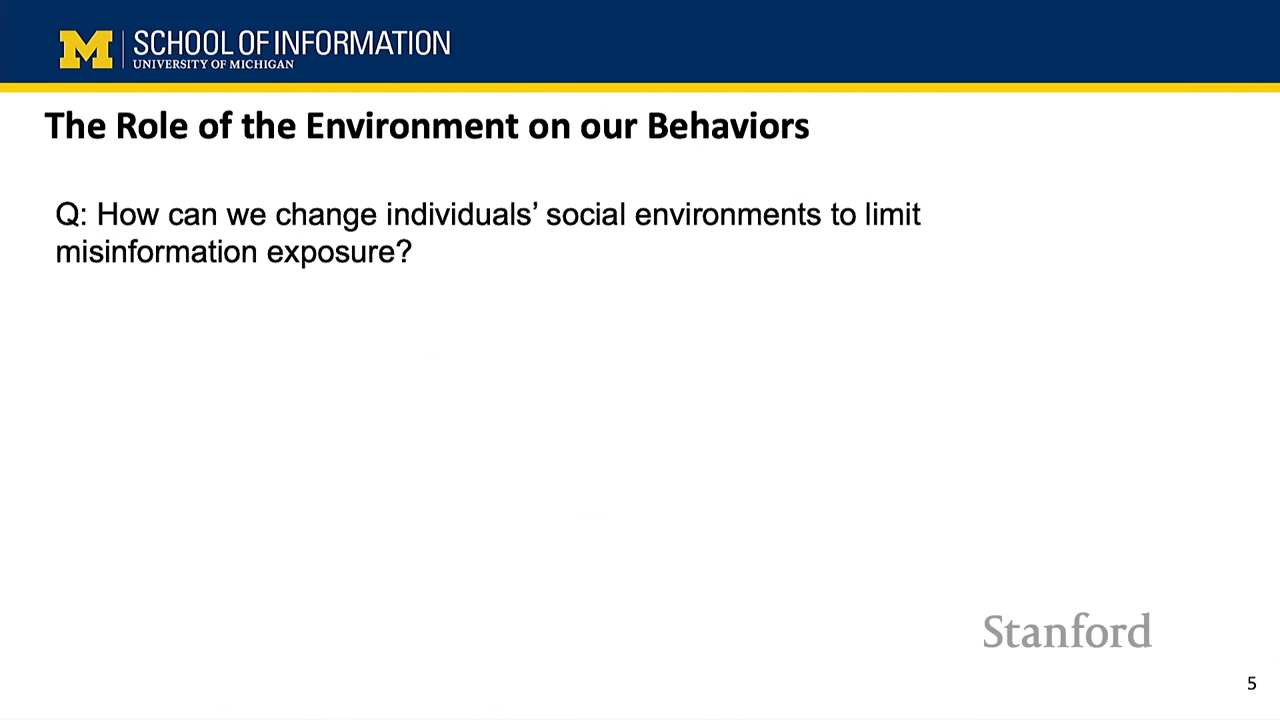 M
SCHOOL OF INFORMATION
UNIVERSITY OF MICHIGAN
The Role of the Environment on our Behaviors
Q: How can we change individuals’ social environments to limit
misinformation exposure?
Stanford
5